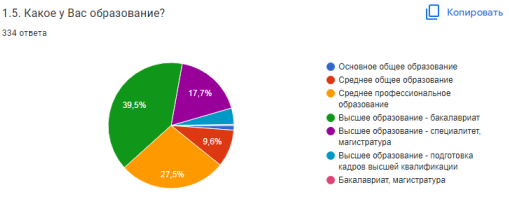 1.5. Какое у Вас образование?
Копировать
334 ответа
Основное общее образование
Среднее общее образование
Среднее профессиональное
образование
Высшее образование - бакалавриат
Высшее образование - специалитет,
магистратура
Высшее образование - подготовка
кадров высшей квалификации
Бакалавриат, магистратура
39,5%
17,7%
9,6%
27,5%